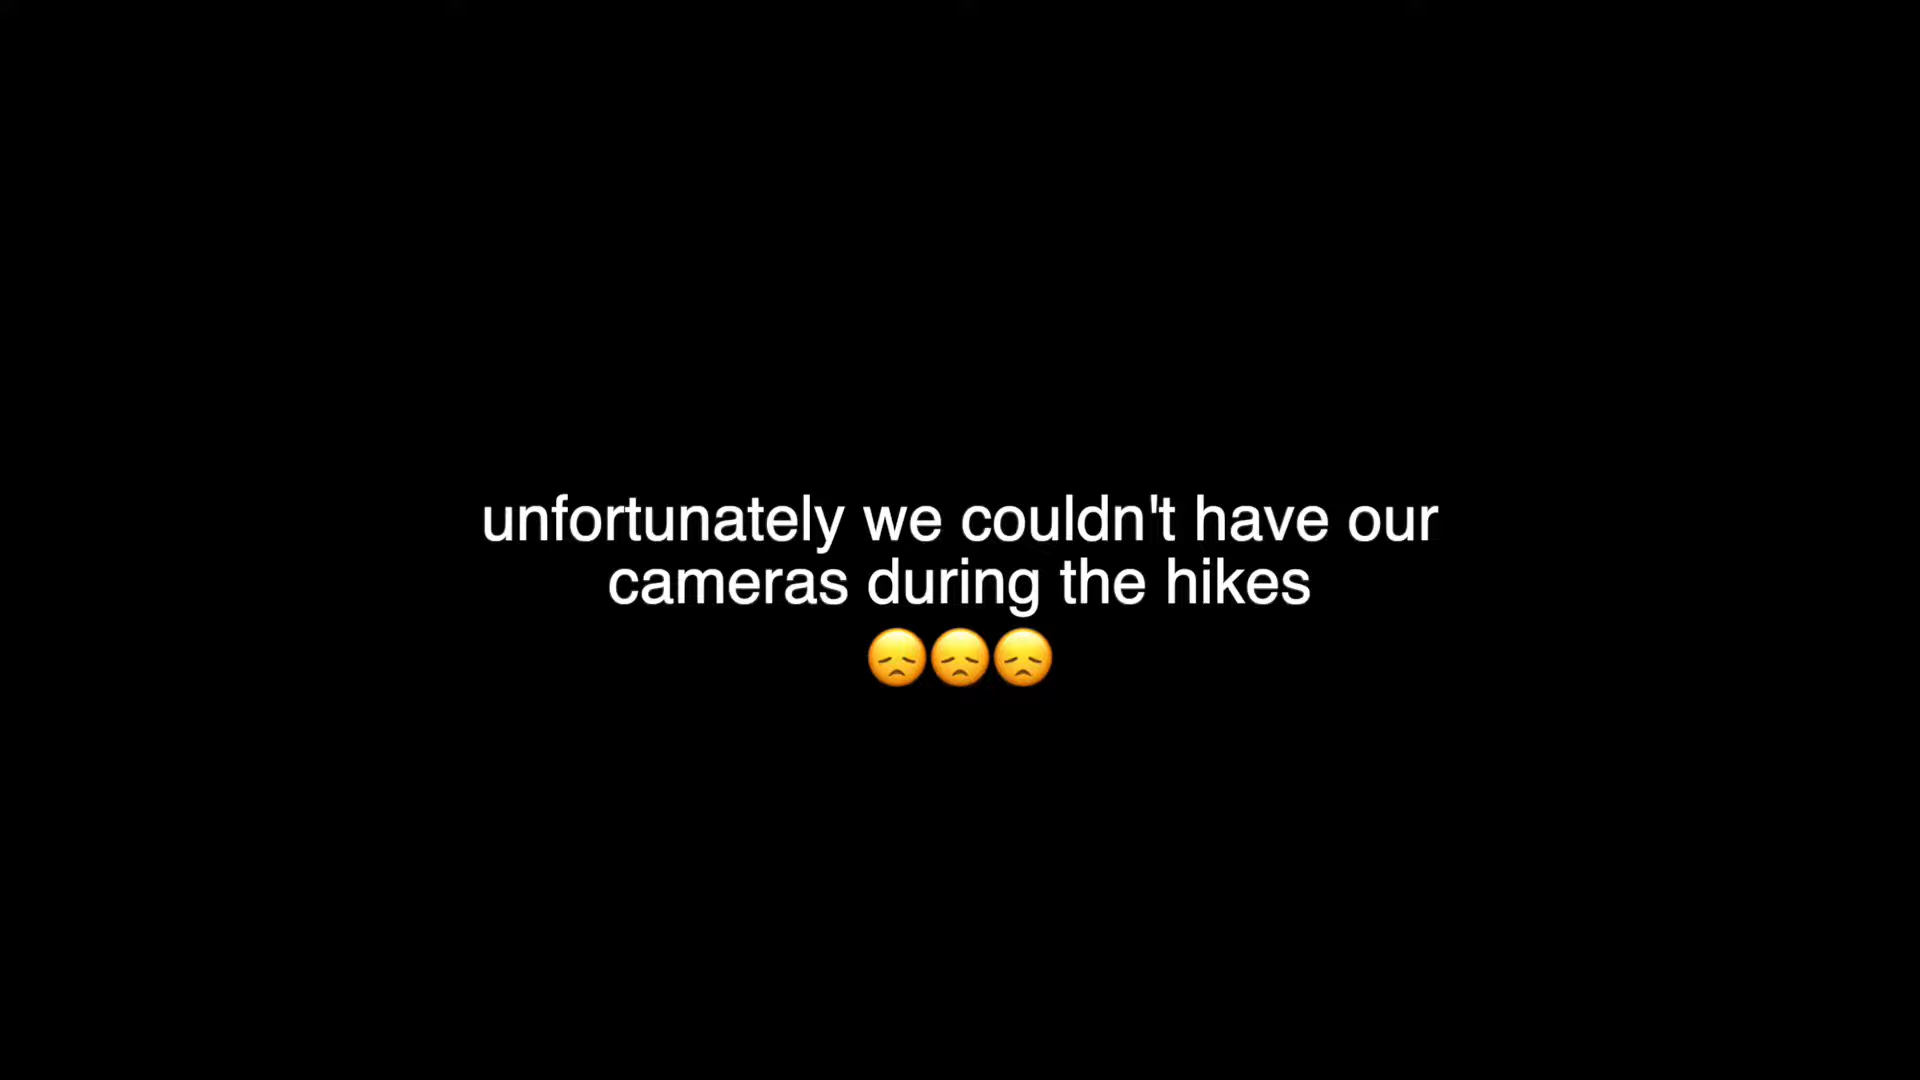 unfortunately we couldn't have our
cameras during the hikes
😞😞😞